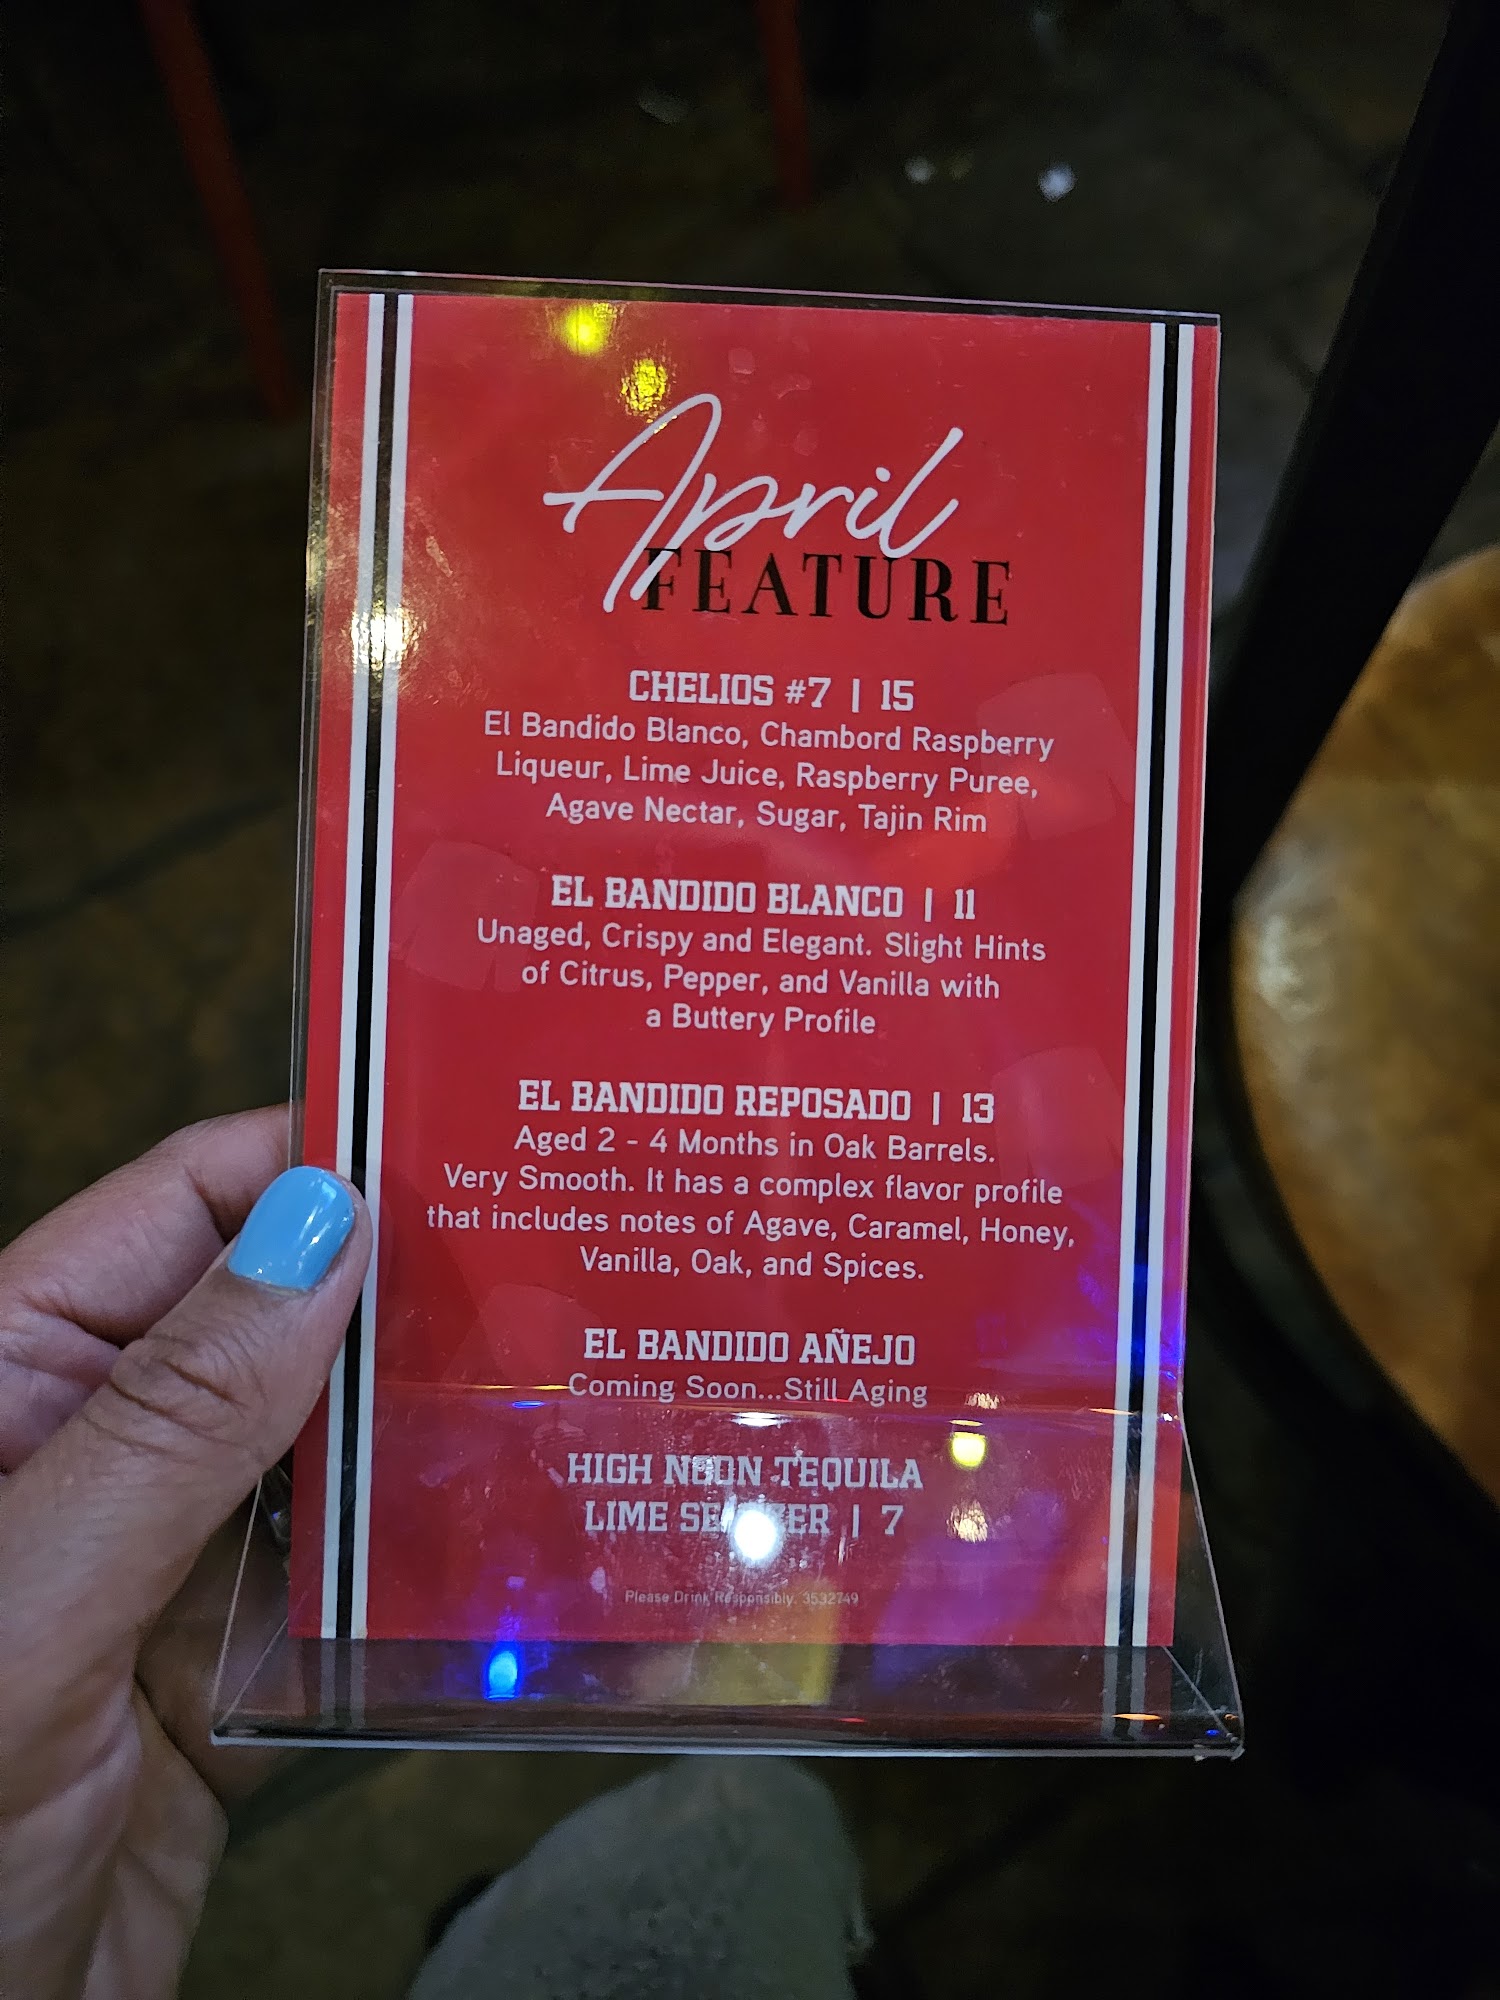 April
FEATURE
CHELIOS #7 | 15
El Bandido Blanco, Chambord Raspberry
Liqueur, Lime Juice, Raspberry Puree,
Agave Nectar, Sugar, Tajin Rim
EL BANDIDO BLANCO | 11
Unaged, Crispy and Elegant. Slight Hints
of Citrus, Pepper, and Vanilla with
a Buttery Profile
EL BANDIDO REPOSADO | 13
Aged 2 - 4 Months in Oak Barrels.
Very Smooth. It has a complex flavor profile
that includes notes of Agave, Caramel, Honey,
Vanilla, Oak, and Spices.
EL BANDIDO AÑEJO
Coming Soon...Still Aging
HIGH NOON TEQUILA
LIME SELTZER | 7
Please Drink Responsibly. 3532749